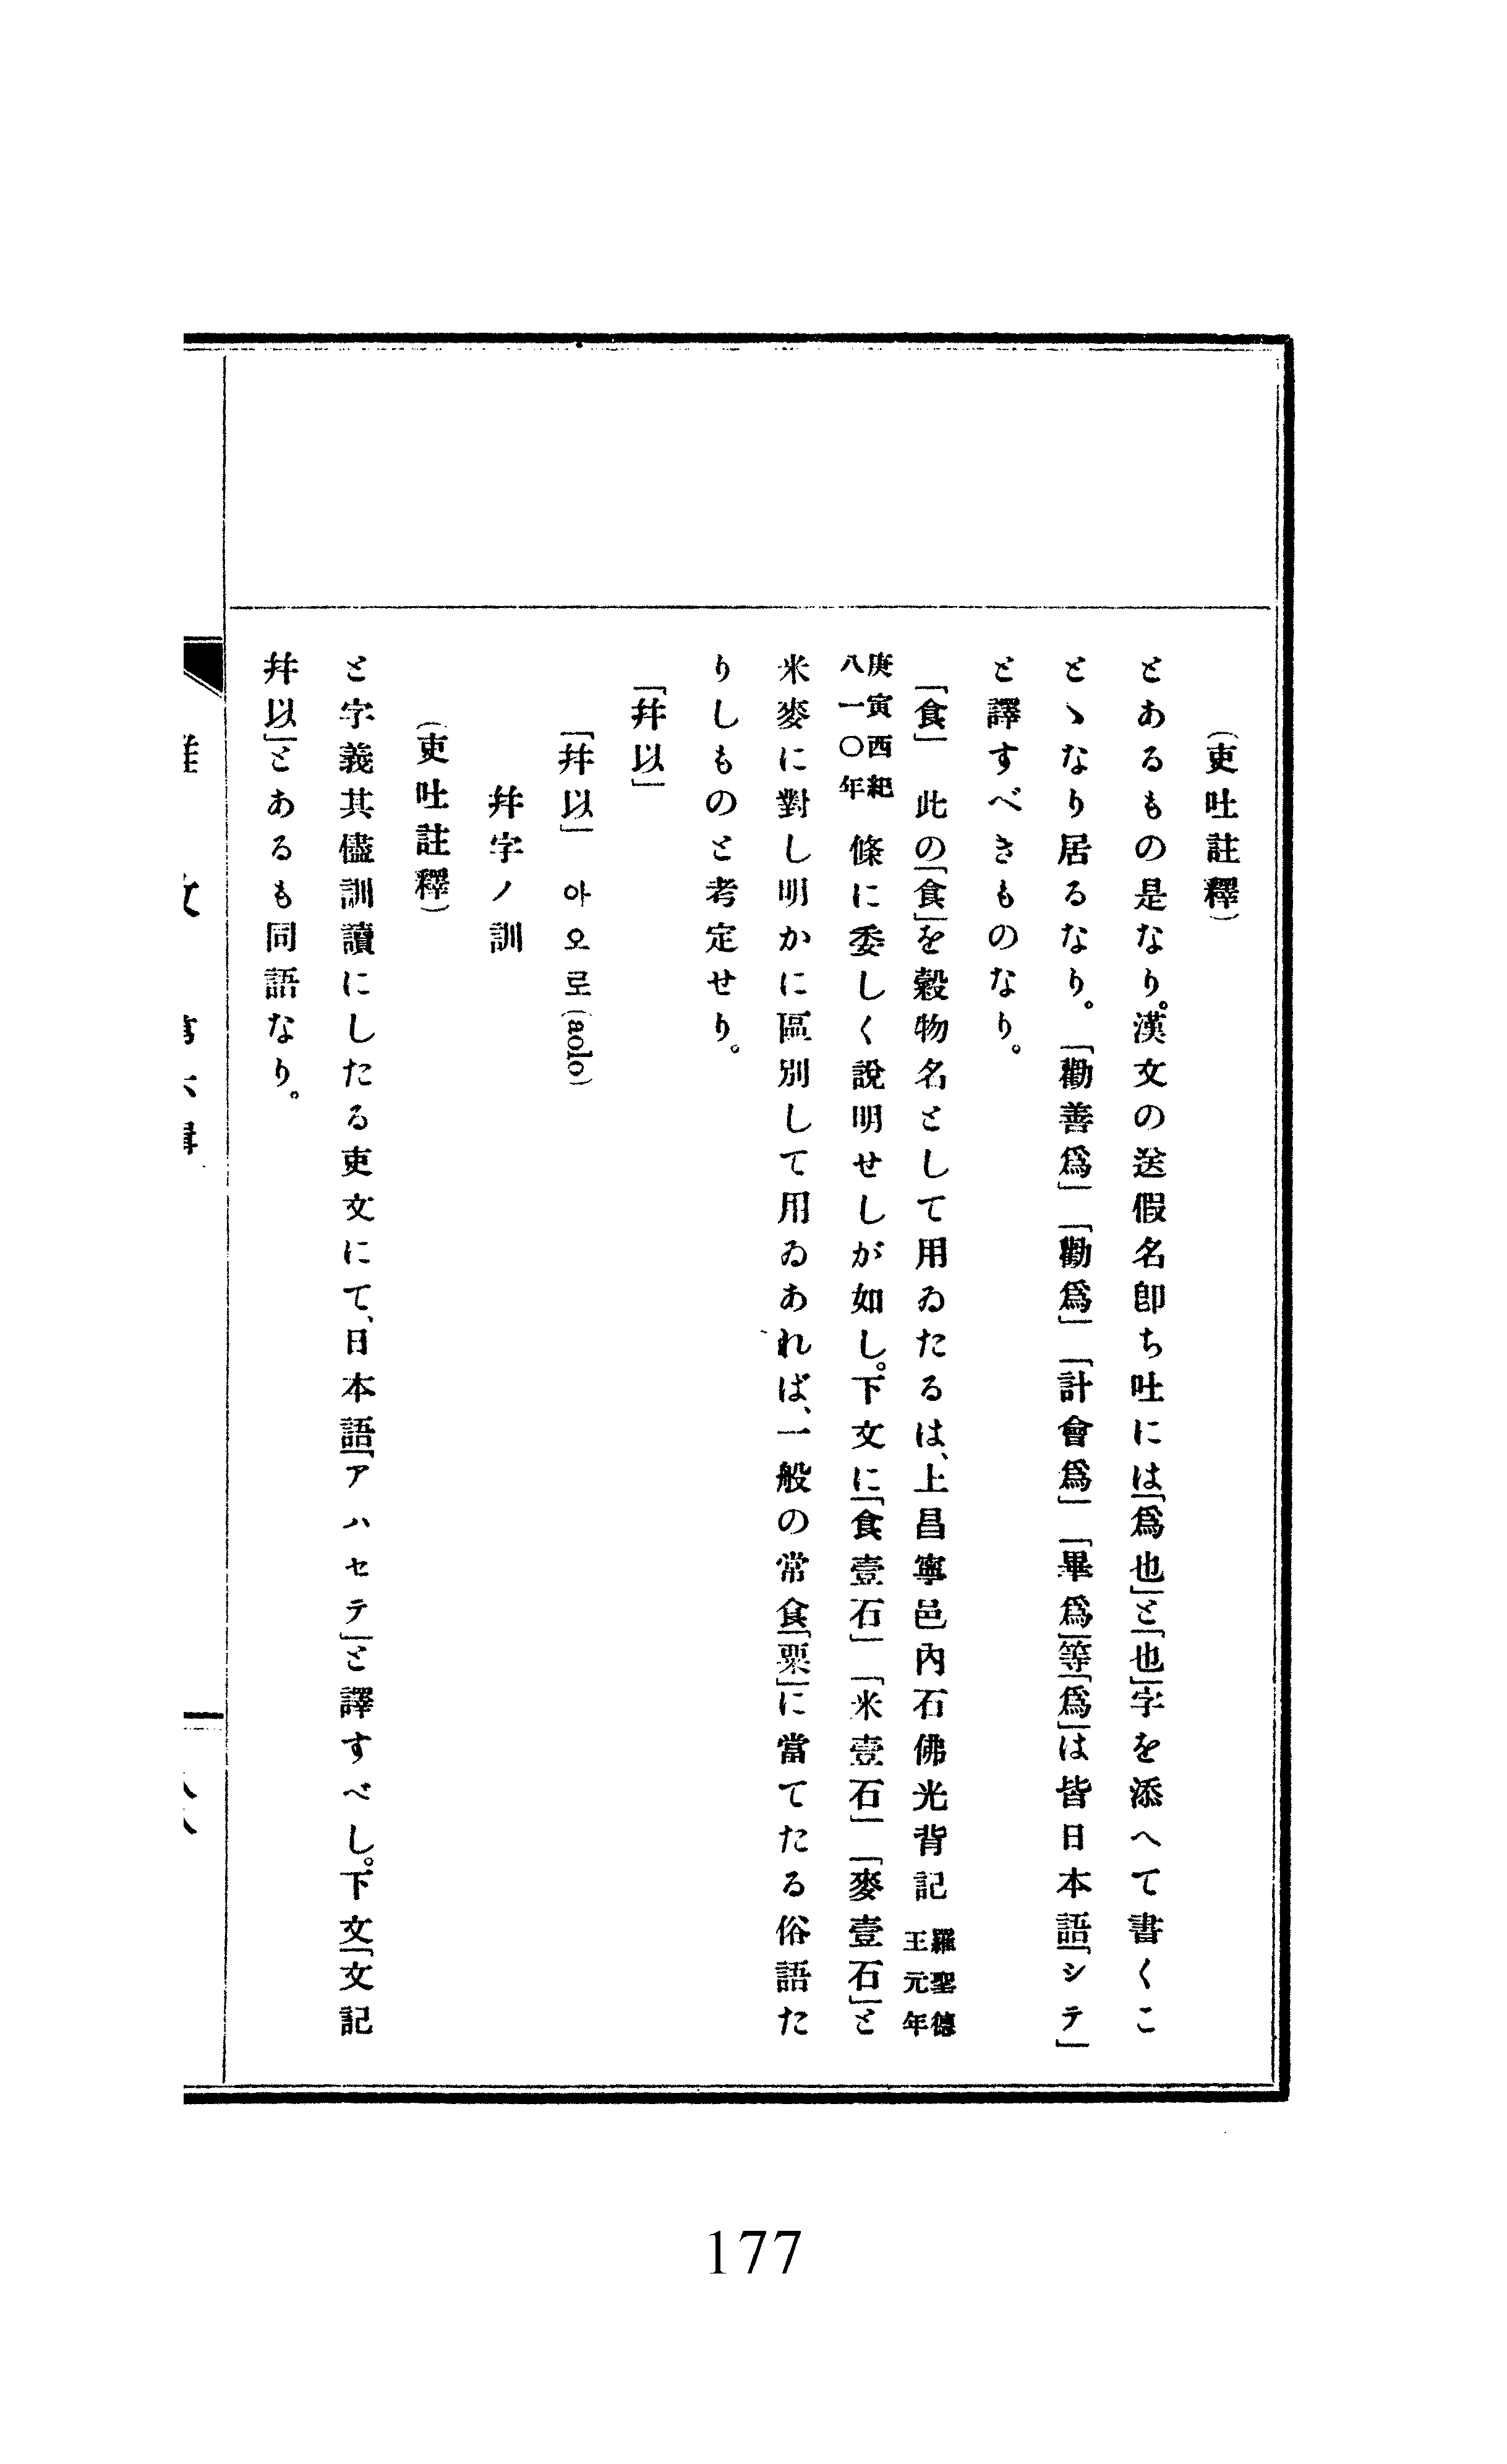 (吏吐註釋)
とあるもの是なり。漢文の送假名卽ち吐には「爲也」と「也」字を添へて書くこ
とゝなり居るなり。「勸善爲」「勸爲」「計會爲」「畢爲」等「爲」は皆日本語「シテ」
と譯すべきものなり。
「食」 此の「食」を穀物名として用ゐたるは、上昌寧邑內石佛光背記 羅聖德王元年
庚寅西紀八一〇年 條に委しく說明せしが如し。下文に「食壹石」「米壹石」「麥壹石」と
米麥に對し明かに區別して用ゐあれば、一般の常食「粟」に當てたる俗語た
りしものと考定せり。
「幷以」
「幷以」 아오로(aolo)
幷字ノ訓
(吏吐註釋)
と字義其儘訓讀にしたる吏文にて、日本語「アハセテ」と譯すべし。下文「文記
幷以」とあるも同語なり。
177